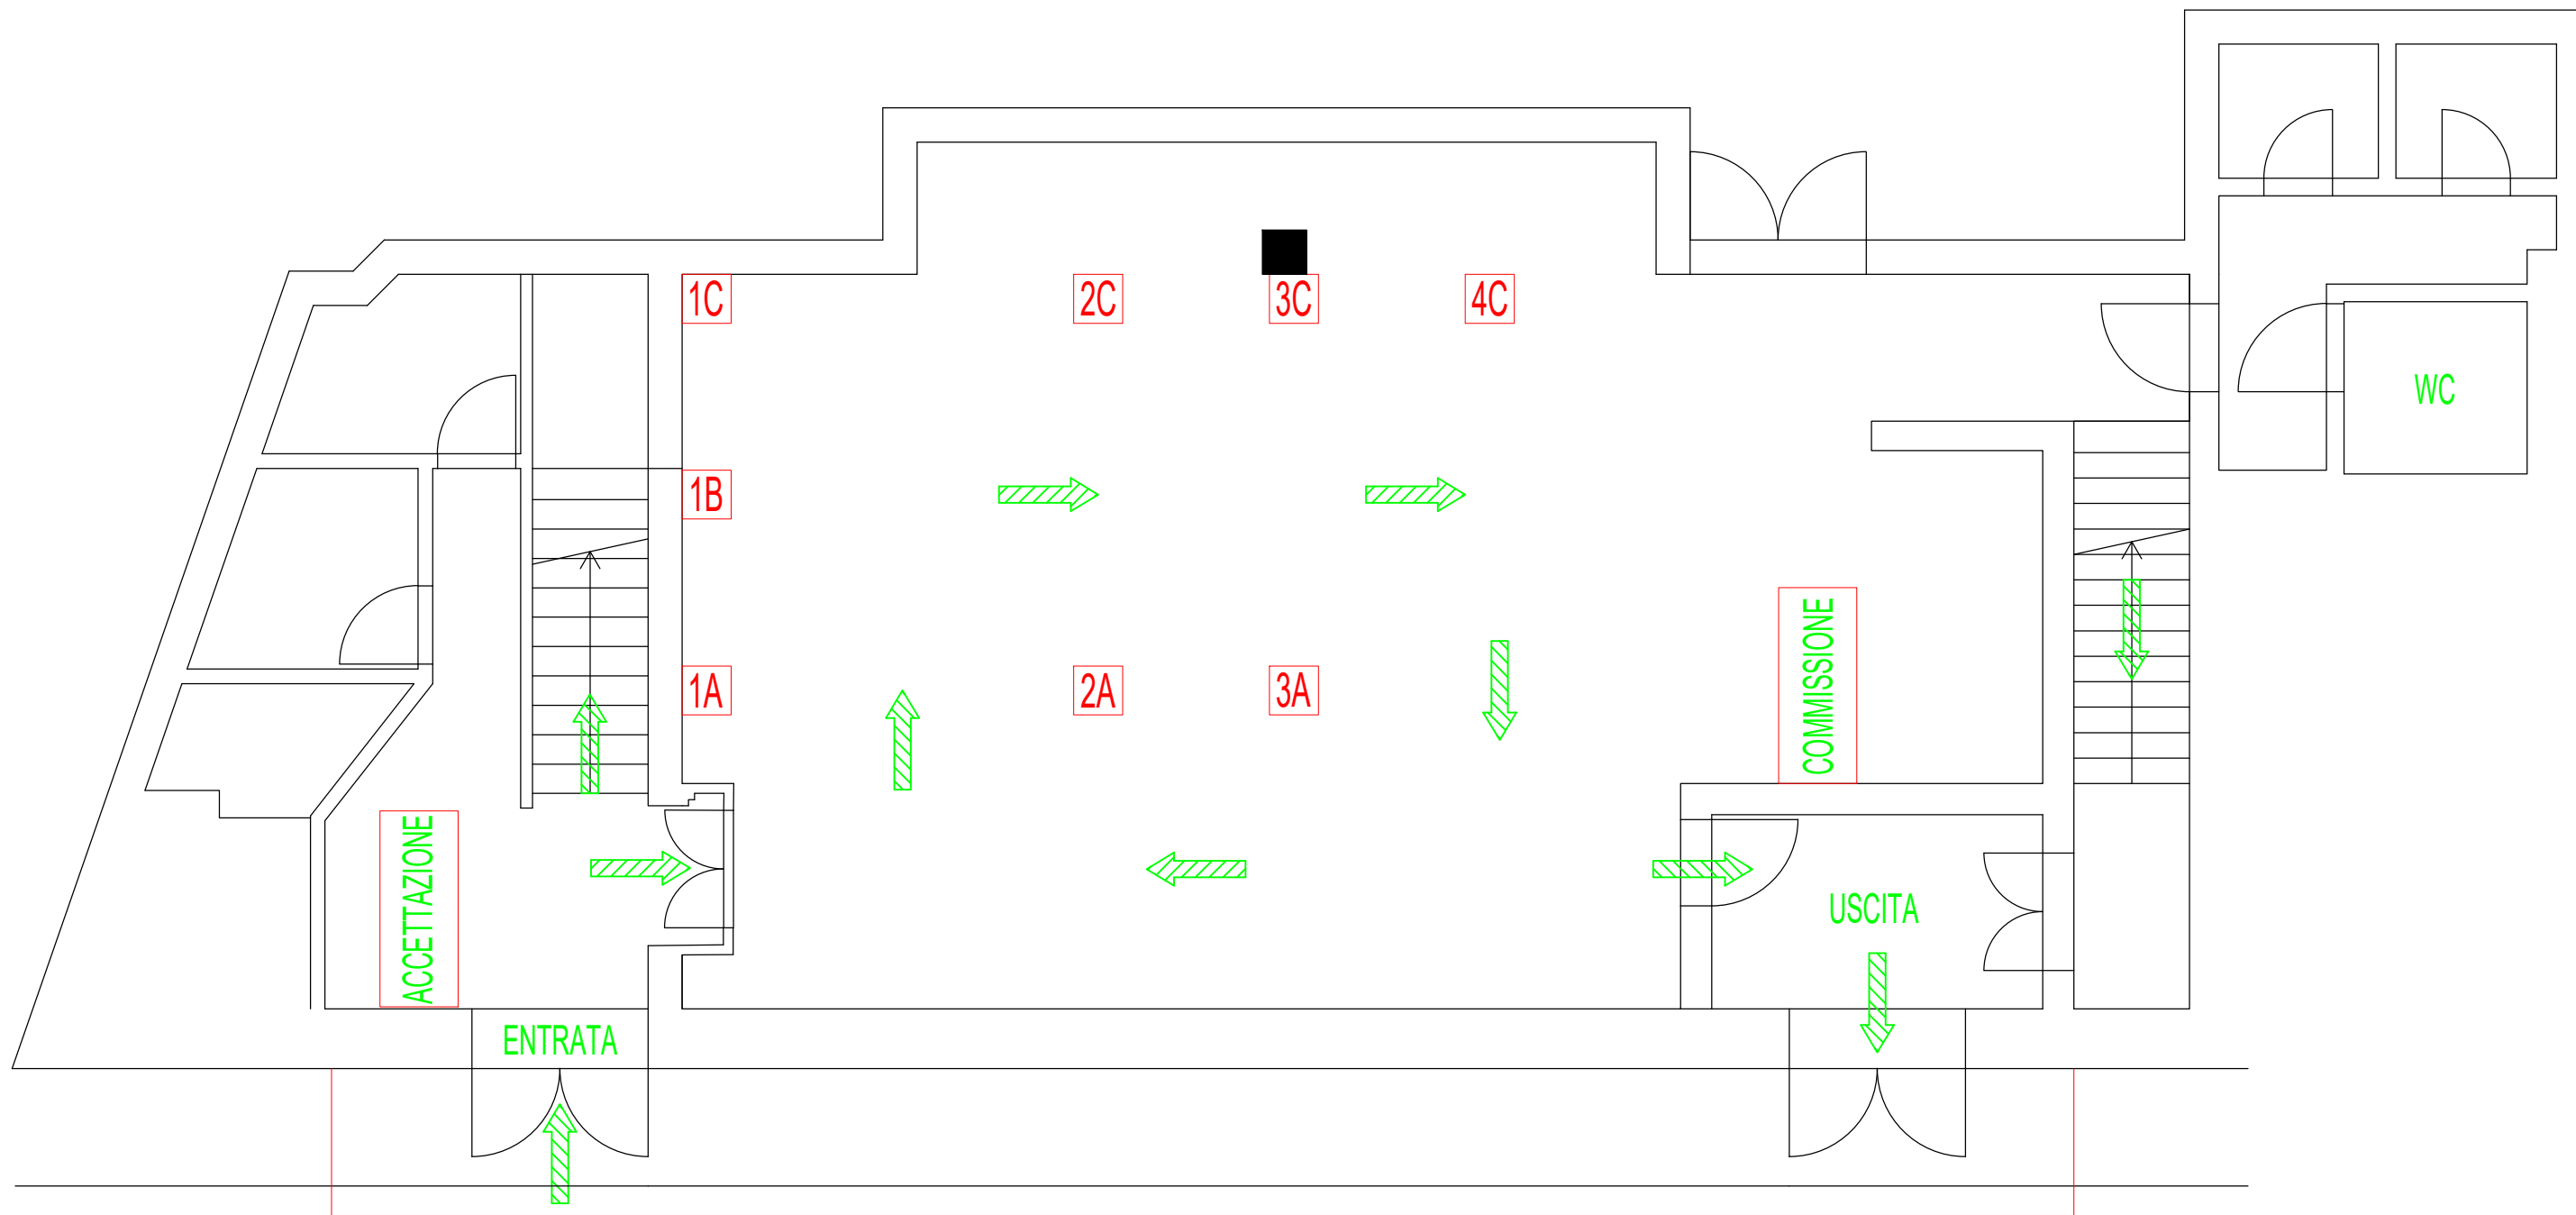 1C
2C
3C
4C
WC
1B
1A
2A
3A
COMMISSIONE
ACCETTAZIONE
USCITA
ENTRATA